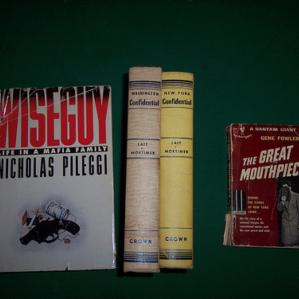 WISEGUY
LIFE IN A MAFIA FAMILY
NICHOLAS PILEGGI
WASHINGTON
Confidential
LAIT
MORTIMER
CROWN
NEW YORK
Confidential
LAIT
MORTIMER
CROWN
A BANTAM GIANT
GENE FOWLER
THE GREAT
MOUTHPIECE